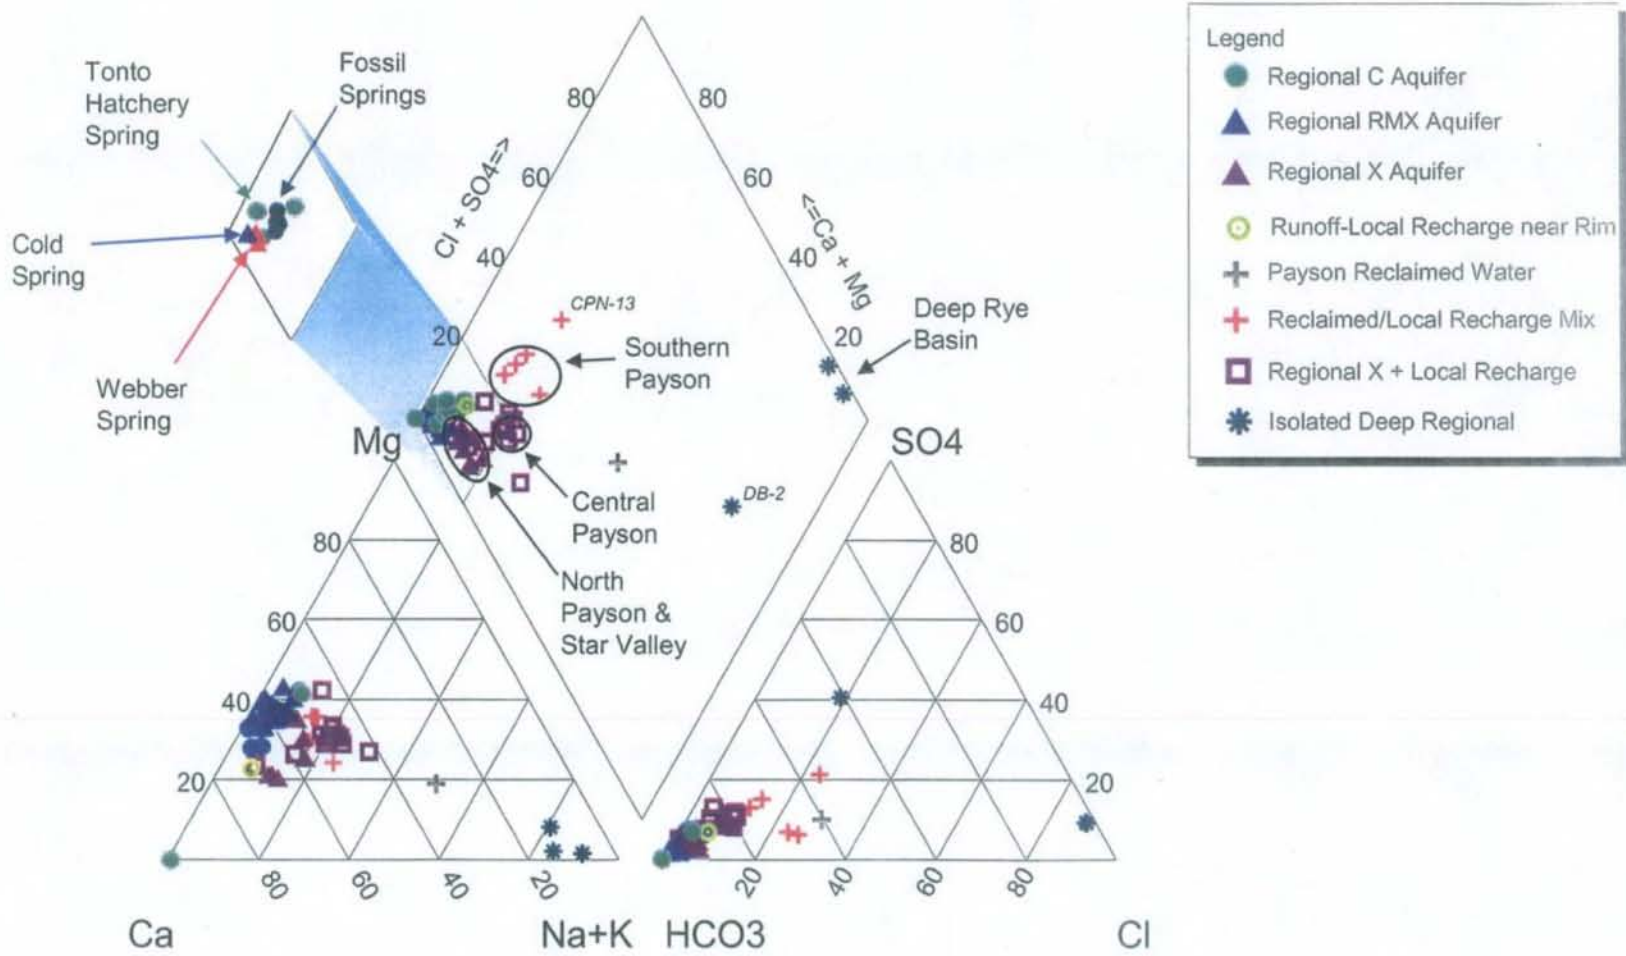 Tonto
Hatchery
Spring
Fossil
Springs
Cold
Spring
Webber
Spring
80
80
60
60
40
40
20
20
Cl + SO4=>
<=Ca + Mg
CPN-13
Southern
Payson
Deep Rye
Basin
DB-2
Central
Payson
North
Payson &
Star Valley
Mg
80
60
40
20
80
60
40
20
Ca
Na+K
SO4
80
60
40
20
20
40
60
80
HCO3
Cl
Legend
Regional C Aquifer
Regional RMX Aquifer
Regional X Aquifer
Runoff-Local Recharge near Rim
Payson Reclaimed Water
Reclaimed/Local Recharge Mix
Regional X + Local Recharge
Isolated Deep Regional